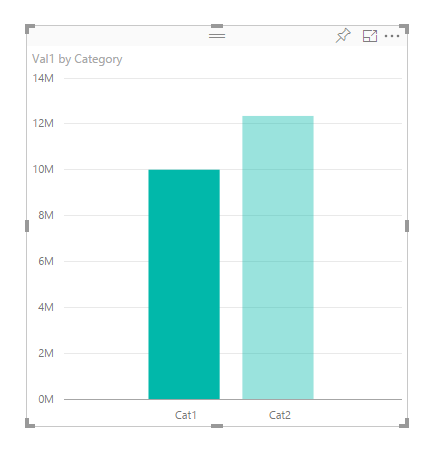 Val1 by Category
14M
12M
10M
8M
6M
4M
2M
0M
Cat1 Cat2